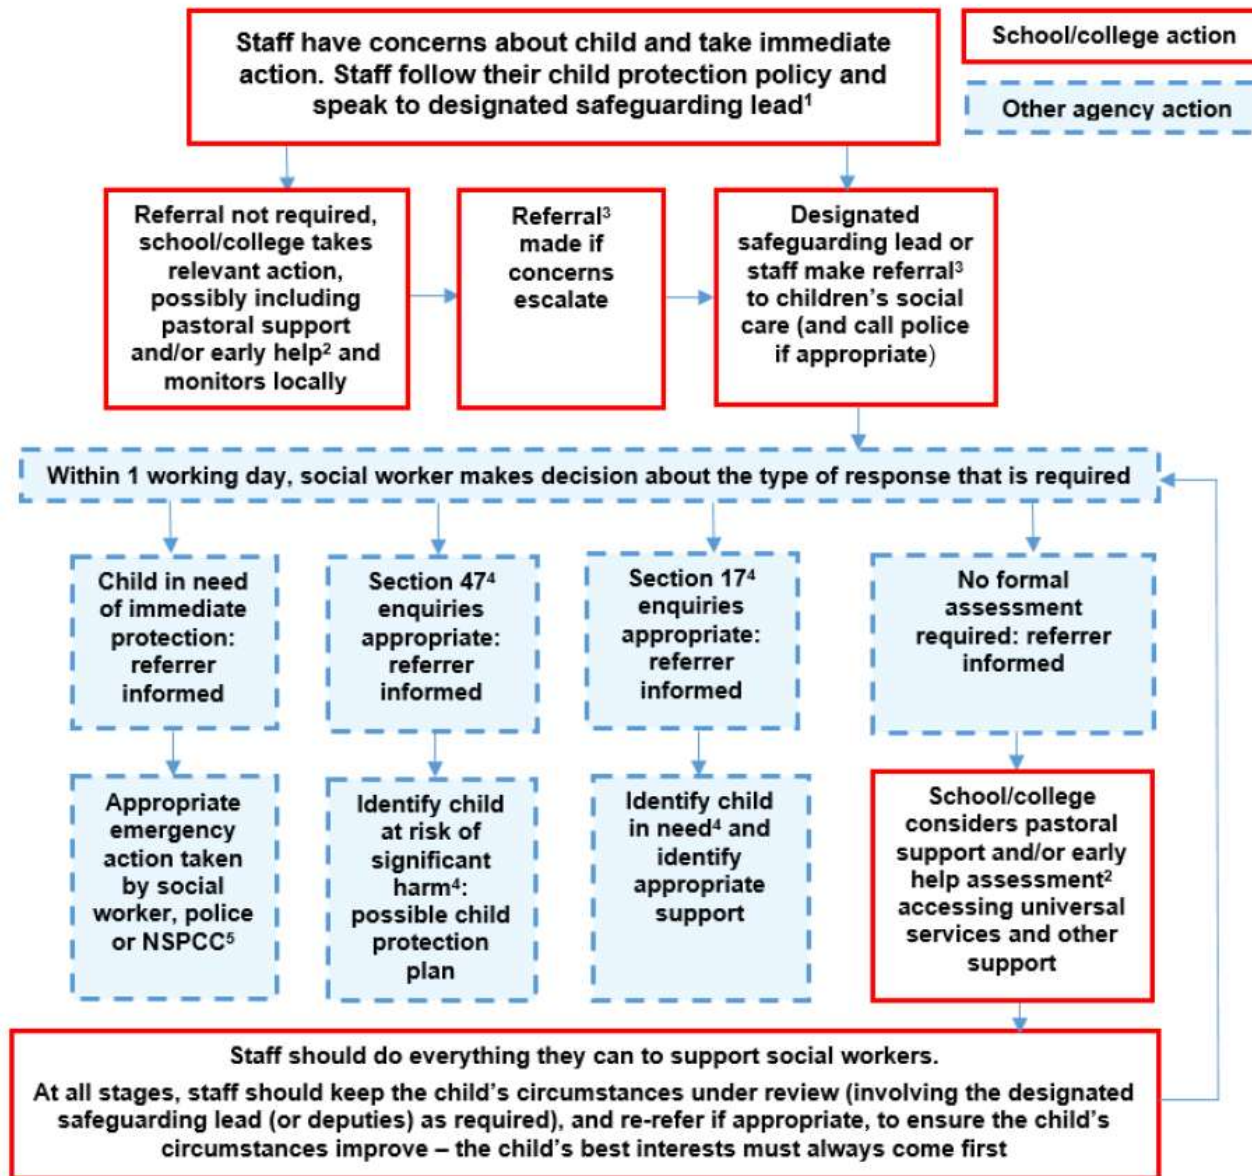 Staff have concerns about child and take immediate
action. Staff follow their child protection policy and
speak to designated safeguarding lead¹
School/college action
Other agency action
Referral not required,
school/college takes
relevant action,
possibly including
pastoral support
and/or early help² and
monitors locally
Referral³
made if
concerns
escalate
Designated
safeguarding lead or
staff make referral³
to children’s social
care (and call police
if appropriate)
Within 1 working day, social worker makes decision about the type of response that is required
Child in need
of immediate
protection:
referrer
informed
Section 47⁴
enquiries
appropriate:
referrer
informed
Section 17⁴
enquiries
appropriate:
referrer
informed
No formal
assessment
required: referrer
informed
Appropriate
emergency
action taken
by social
worker, police
or NSPCC⁵
Identify child
at risk of
significant
harm⁴:
possible child
protection
plan
Identify child
in need⁴ and
identify
appropriate
support
School/college
considers pastoral
support and/or early
help assessment²
accessing universal
services and other
support
Staff should do everything they can to support social workers.
At all stages, staff should keep the child’s circumstances under review (involving the designated
safeguarding lead (or deputies) as required), and re-refer if appropriate, to ensure the child’s
circumstances improve – the child’s best interests must always come first